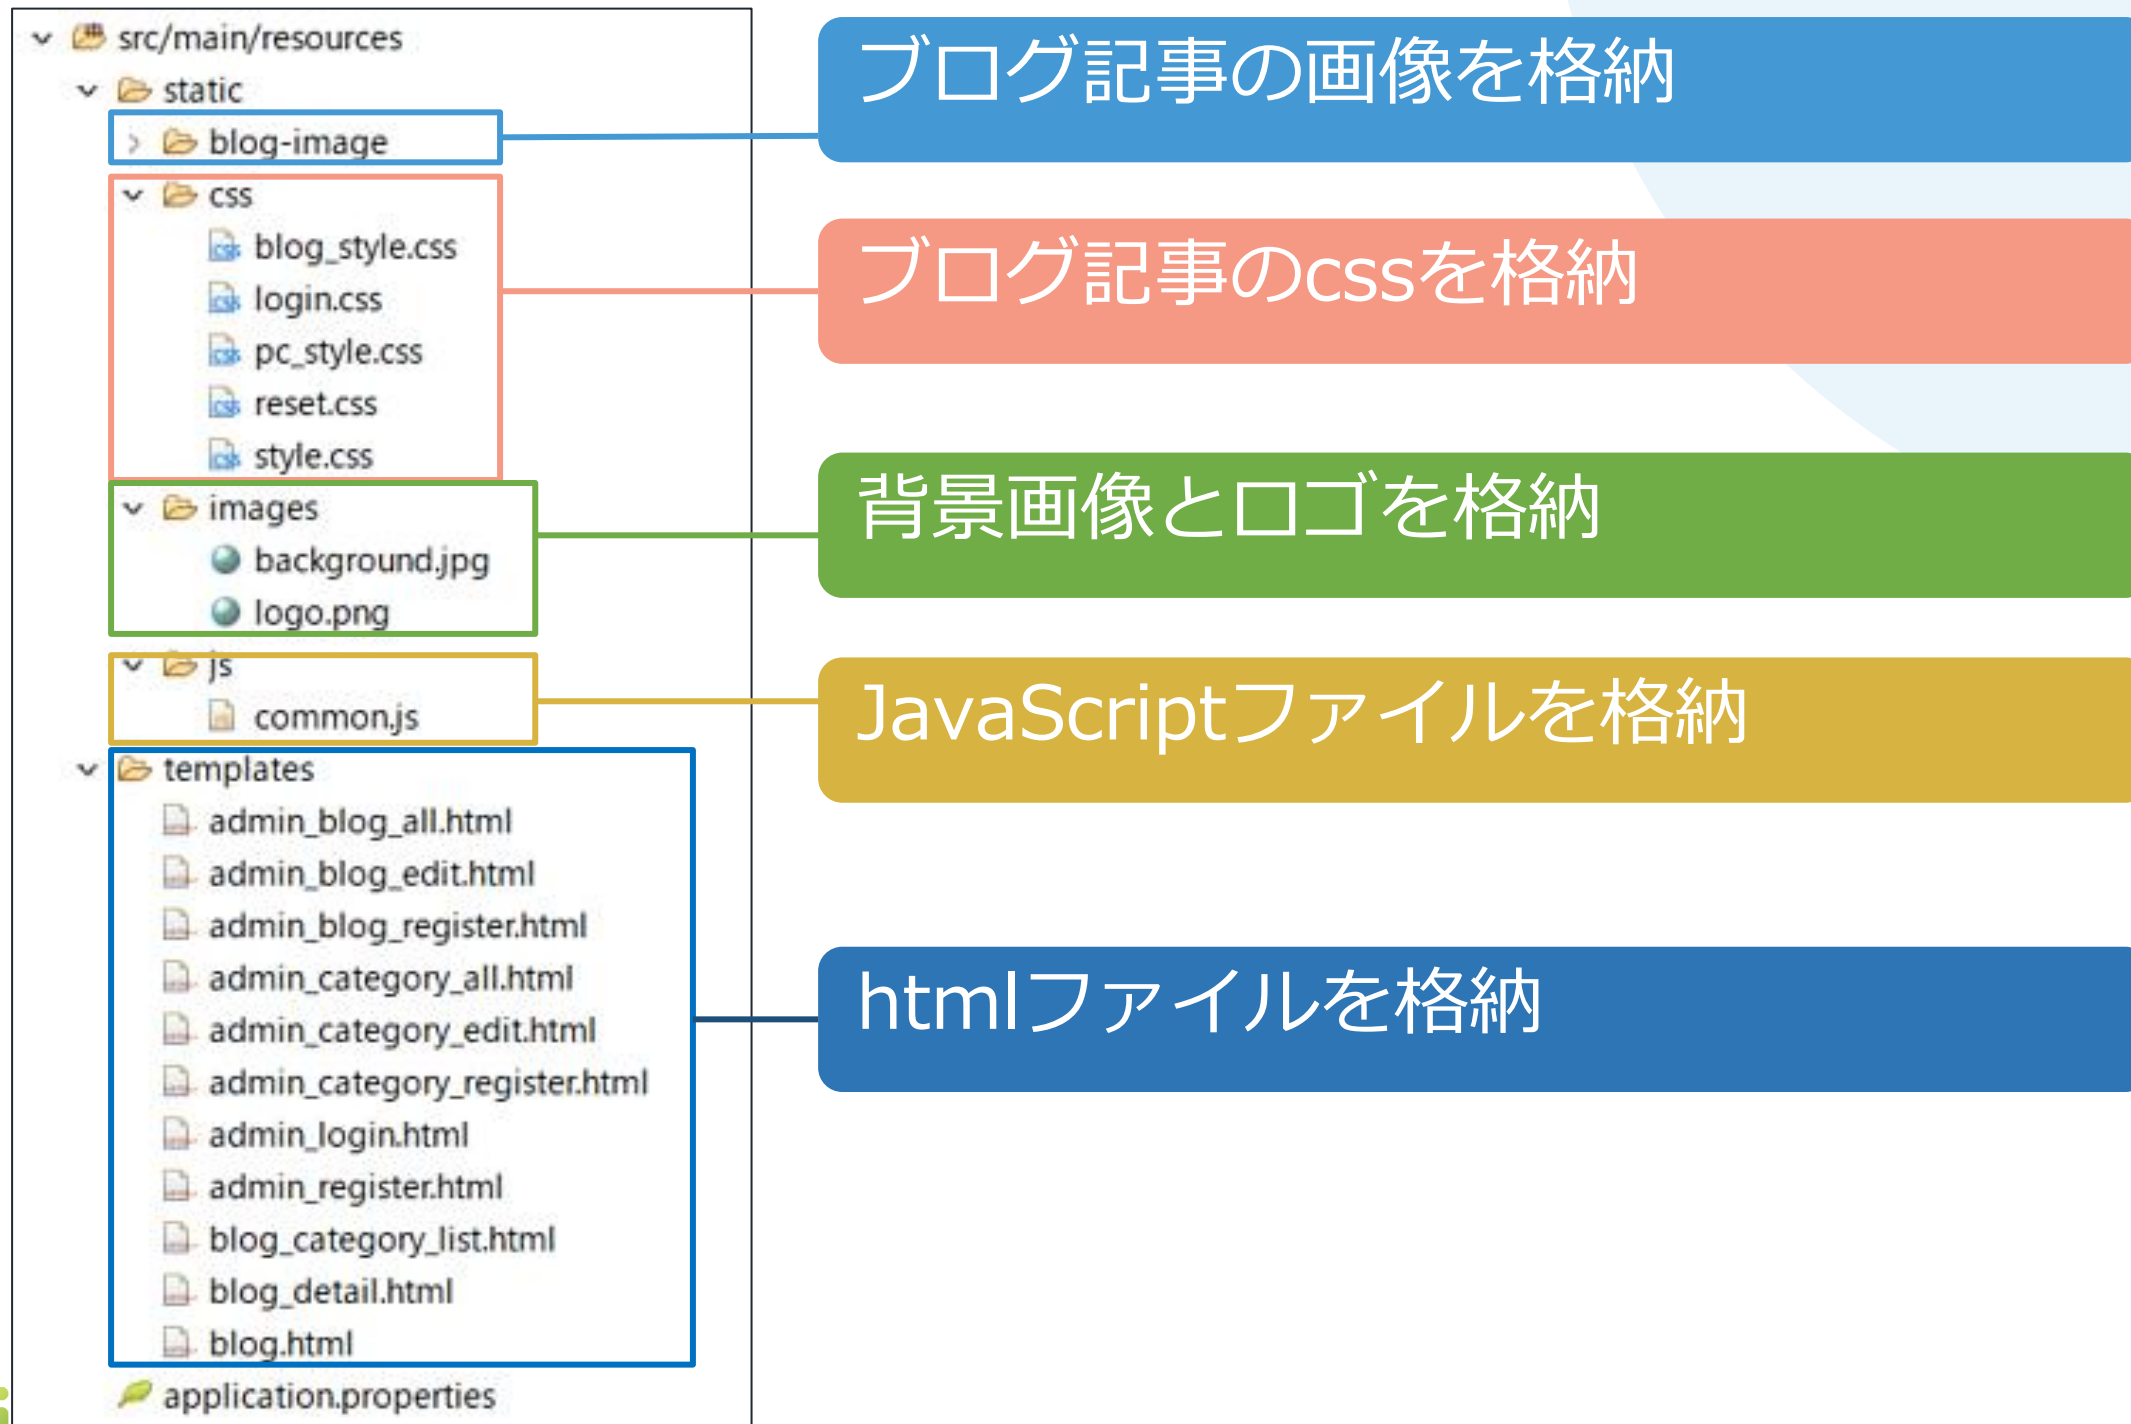 src/main/resources
static
blog-image
css
blog_style.css
login.css
pc_style.css
reset.css
style.css
images
background.jpg
logo.png
js
common.js
templates
admin_blog_all.html
admin_blog_edit.html
admin_blog_register.html
admin_category_all.html
admin_category_edit.html
admin_category_register.html
admin_login.html
admin_register.html
blog_category_list.html
blog_detail.html
blog.html
application.properties
ブログ記事の画像を格納
ブログ記事のcssを格納
背景画像とロゴを格納
JavaScriptファイルを格納
htmlファイルを格納